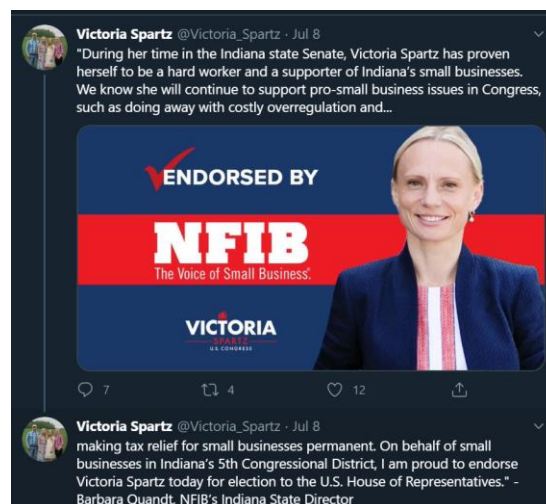 Victoria Spartz @Victoria_Spartz · Jul 8
"During her time in the Indiana state Senate, Victoria Spartz has proven
herself to be a hard worker and a supporter of Indiana's small businesses.
We know she will continue to support pro-small business issues in Congress,
such as doing away with costly overregulation and...
ENDORSED BY
NFIB
The Voice of Small Business.
VICTORIA
SPARTZ
U.S. CONGRESS
7 4 12
Victoria Spartz @Victoria_Spartz · Jul 8
making tax relief for small businesses permanent. On behalf of small
businesses in Indiana's 5th Congressional District, I am proud to endorse
Victoria Spartz today for election to the U.S. House of Representatives." -
Barbara Quandt, NFIB's Indiana State Director